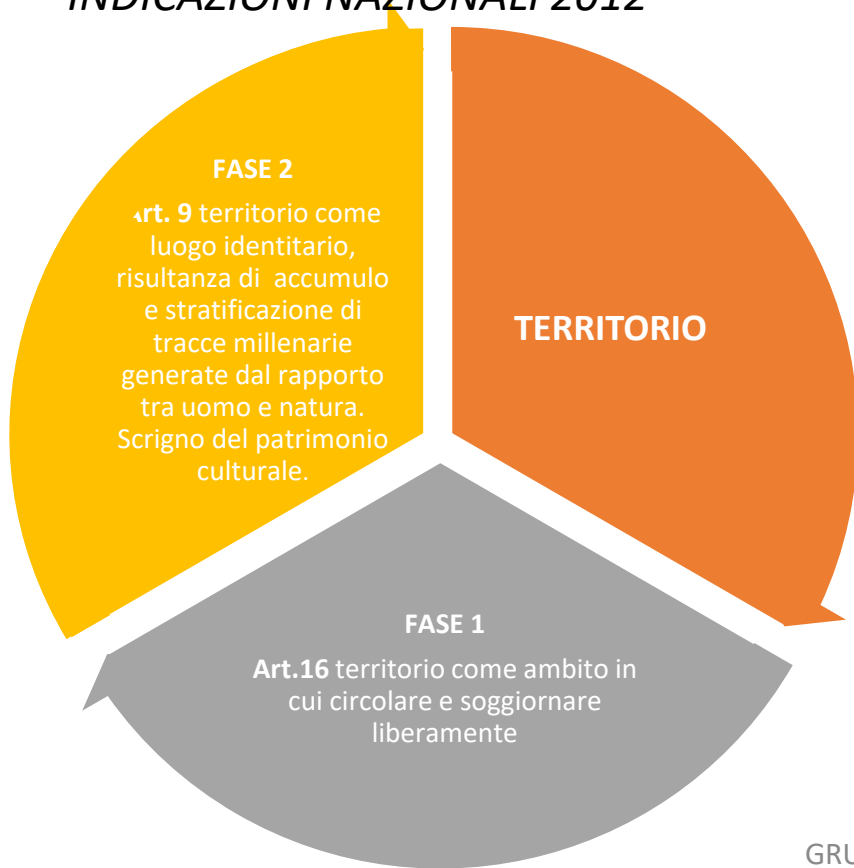 INDICAZIONI NAZIONALI 2012
FASE 2
Art. 9 territorio come
luogo identitario,
risultanza di accumulo
e stratificazione di
tracce millenarie
generate dal rapporto
tra uomo e natura.
Scrigno del patrimonio
culturale.
TERRITORIO
FASE 1
Art.16 territorio come ambito in
cui circolare e soggiornare
liberamente